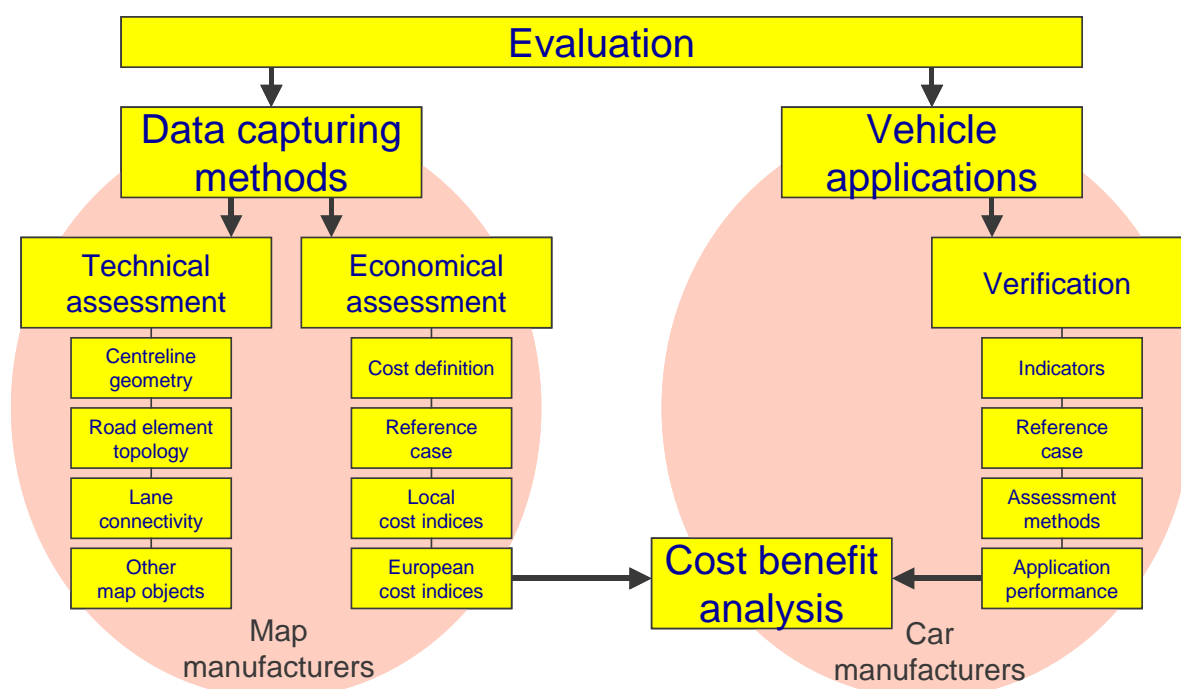 Evaluation
Data capturing
methods
Vehicle
applications
Technical
assessment
Economical
assessment
Verification
Centreline
geometry
Cost definition
Indicators
Road element
topology
Reference
case
Reference
case
Lane
connectivity
Local
cost indices
Assessment
methods
Other
map objects
European
cost indices
Cost benefit
analysis
Application
performance
Map
manufacturers
Car
manufacturers